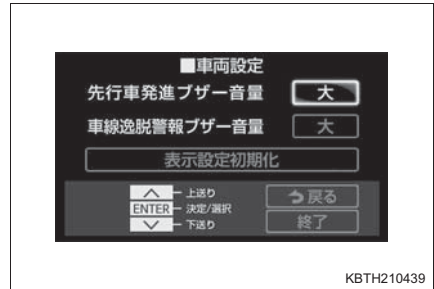 ■車両設定
先行車発進ブザー音量 大
車線逸脱警報ブザー音量 大
表示設定初期化
上送り
ENTER 決定/選択
下送り
戻る
終了
KBTH210439